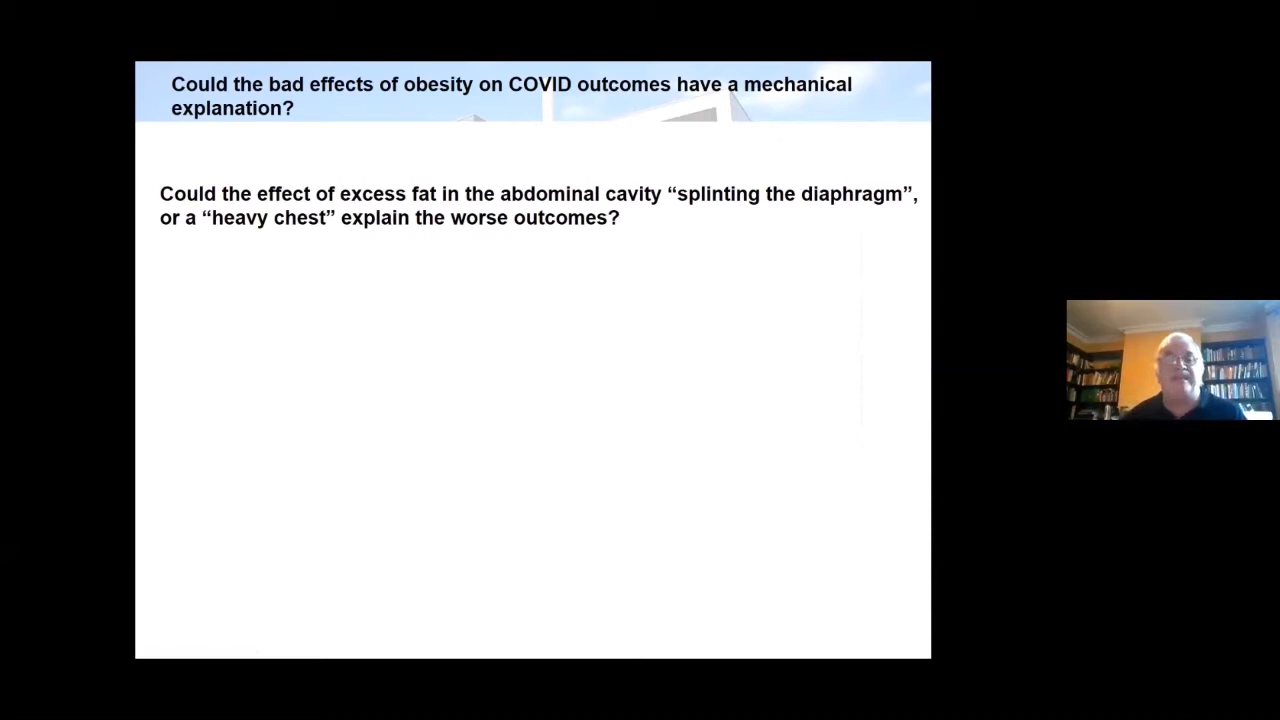 Could the bad effects of obesity on COVID outcomes have a mechanical
explanation?
Could the effect of excess fat in the abdominal cavity “splinting the diaphragm”,
or a “heavy chest” explain the worse outcomes?